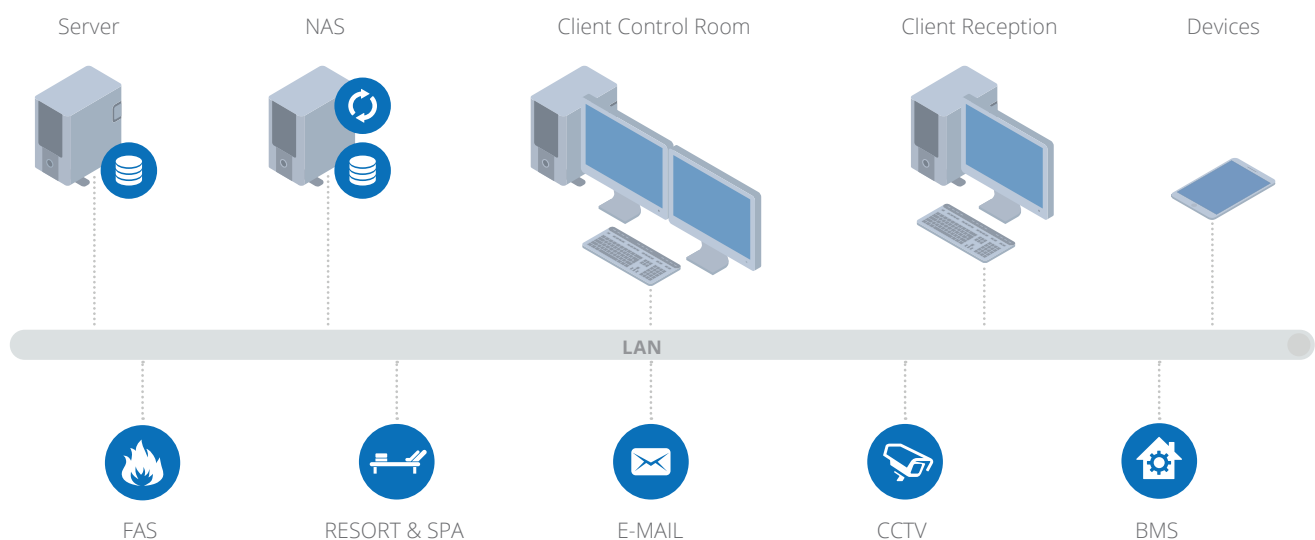 Server
NAS
Client Control Room
Client Reception
Devices
LAN
FAS
RESORT & SPA
E-MAIL
CCTV
BMS